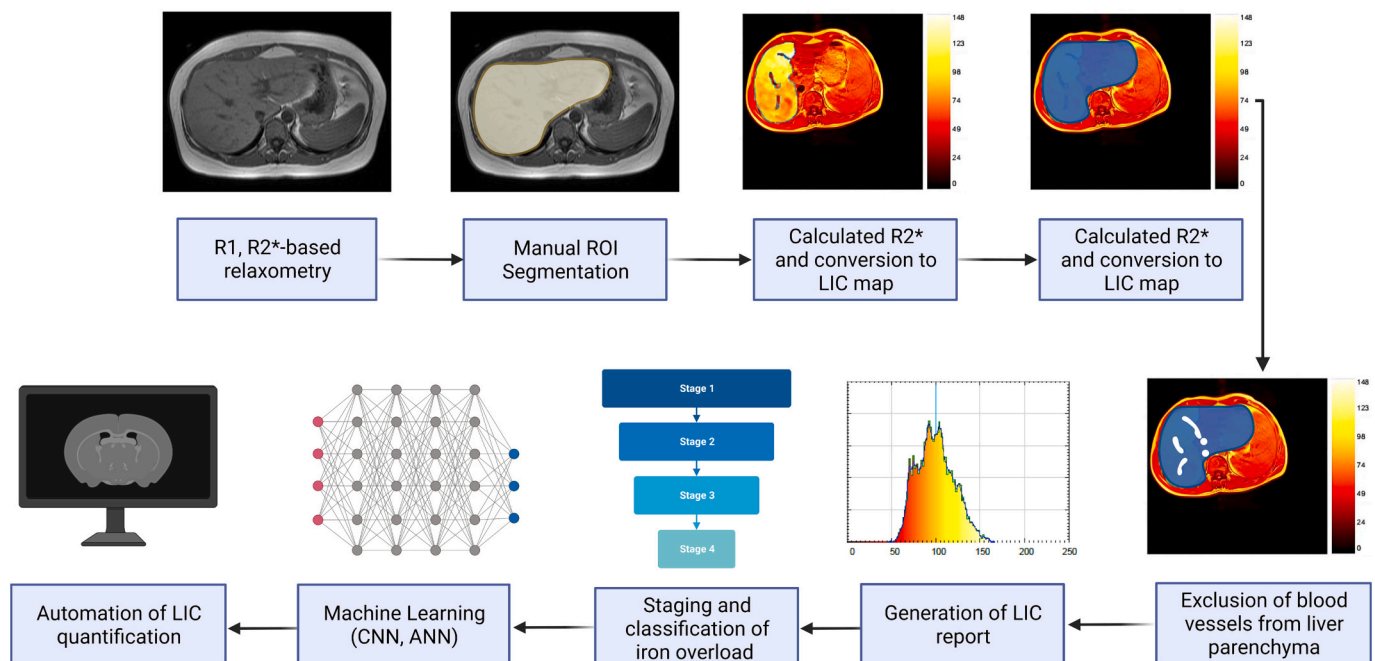 148
123
98
74
49
24
0
148
123
98
74
49
24
0
R1, R2*-based
relaxometry
Manual ROI
Segmentation
Calculated R2*
and conversion to
LIC map
Calculated R2*
and conversion to
LIC map
Stage 1
Stage 2
Stage 3
Stage 4
0 50 100 150 200 250
148
123
98
74
49
24
0
Automation of LIC
quantification
Machine Learning
(CNN, ANN)
Staging and
classification of
iron overload
Generation of LIC
report
Exclusion of blood
vessels from liver
parenchyma